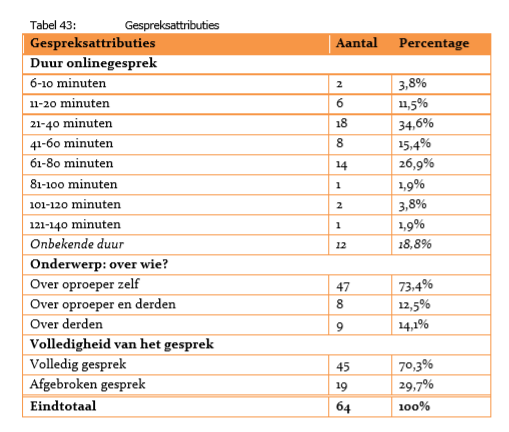 Tabel 43: Gespreksattributies
Gespreksattributies Aantal Percentage
Duur onlinegesprek
6-10 minuten 2 3,8%
11-20 minuten 6 11,5%
21-40 minuten 18 34,6%
41-60 minuten 8 15,4%
61-80 minuten 14 26,9%
81-100 minuten 1 1,9%
101-120 minuten 2 3,8%
121-140 minuten 1 1,9%
Onbekende duur 12 18,8%
Onderwerp: over wie?
Over oproeper zelf 47 73,4%
Over oproeper en derden 8 12,5%
Over derden 9 14,1%
Volledigheid van het gesprek
Volledig gesprek 45 70,3%
Afgebroken gesprek 19 29,7%
Eindtotaal 64 100%